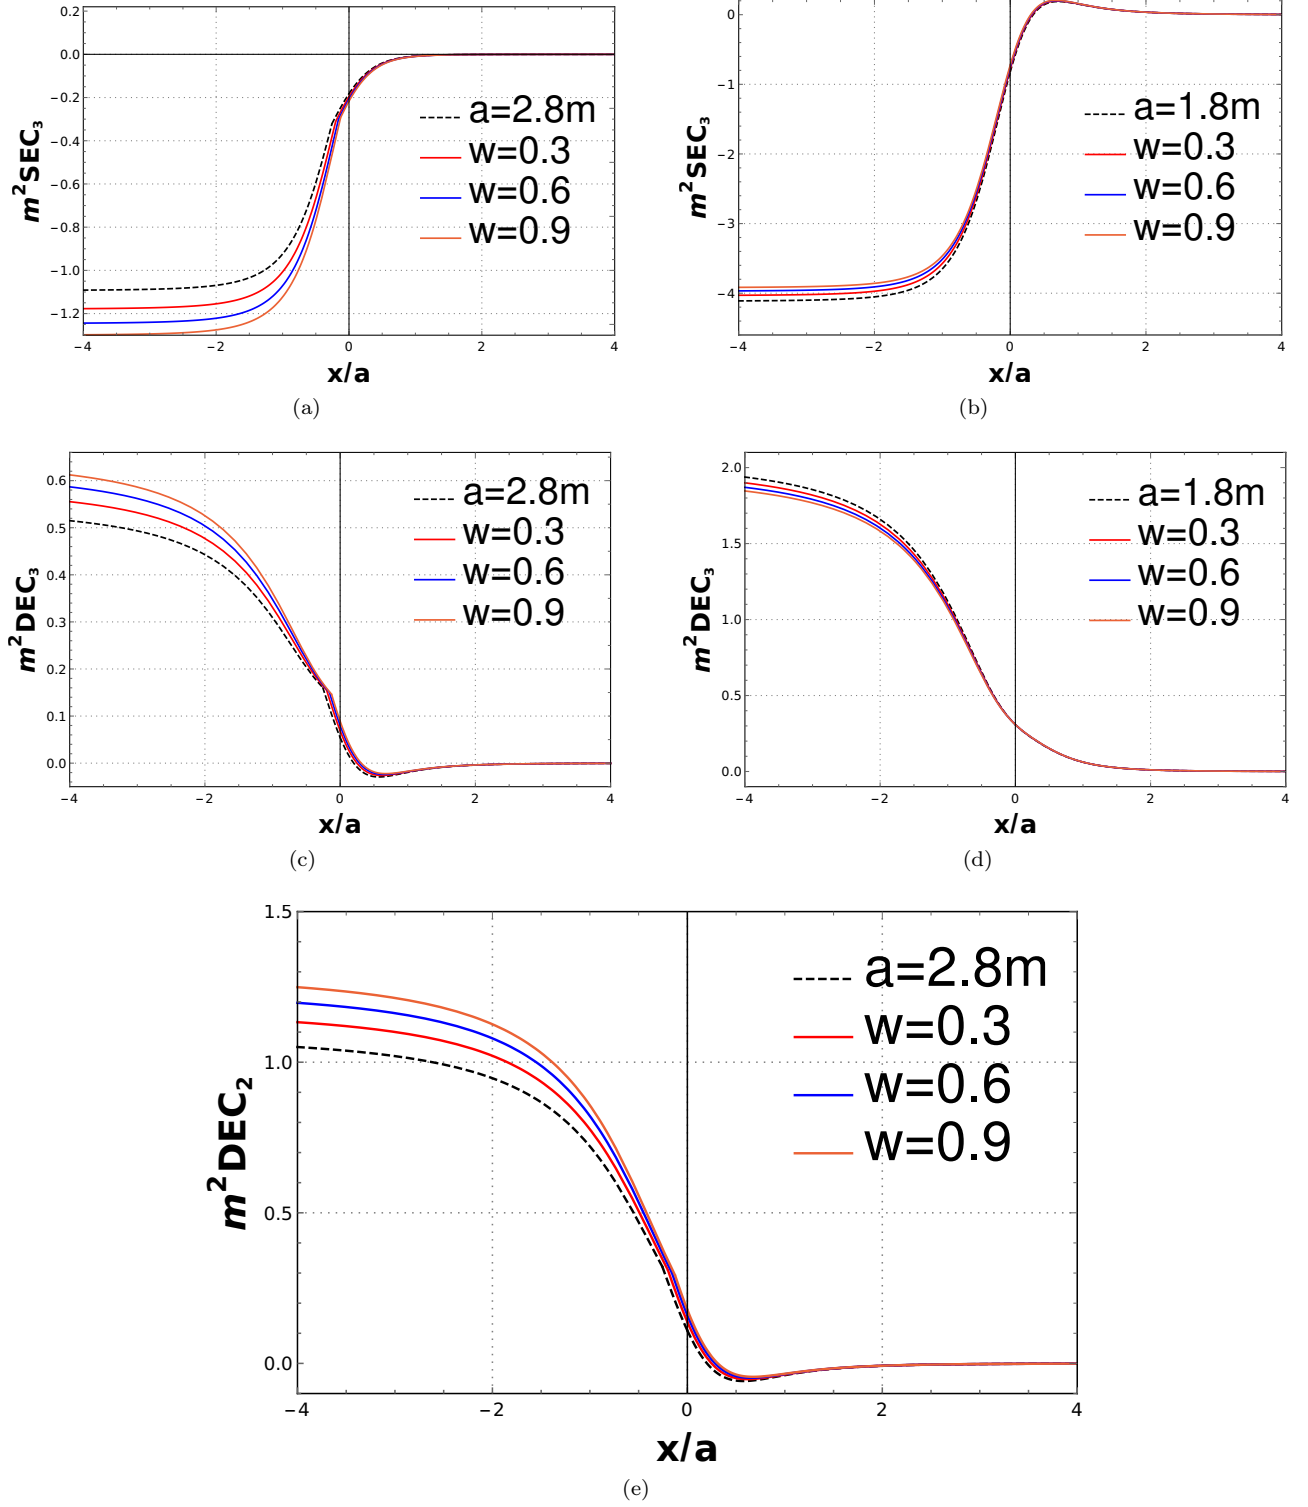 0.2
0.0
−0.2
−0.4
−0.6
−0.8
−1.0
−1.2
m²SEC₃
a=2.8m
w=0.3
w=0.6
w=0.9
−4 −2 0 2 4
x/a
(a)
0
−1
−2
−3
−4
m²SEC₃
a=1.8m
w=0.3
w=0.6
w=0.9
−4 −2 0 2 4
x/a
(b)
0.6
0.5
0.4
0.3
0.2
0.1
0.0
m²DEC₃
a=2.8m
w=0.3
w=0.6
w=0.9
−4 −2 0 2 4
x/a
(c)
2.0
1.5
1.0
0.5
0.0
m²DEC₃
a=1.8m
w=0.3
w=0.6
w=0.9
−4 −2 0 2 4
x/a
(d)
1.5
1.0
0.5
0.0
m²DEC₂
a=2.8m
w=0.3
w=0.6
w=0.9
−4 −2 0 2 4
x/a
(e)